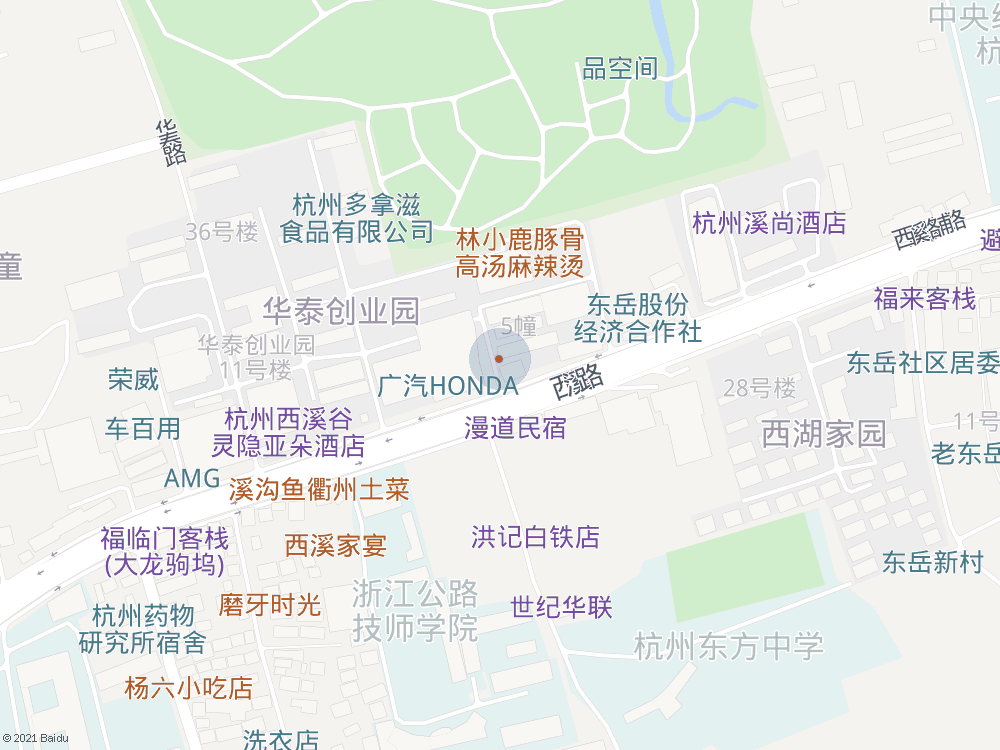 中央纟
杭
品空间
华泰路
杭州多拿滋
食品有限公司
36号楼
林小鹿豚骨
高汤麻辣烫
杭州溪尚酒店
西溪路辅路
避
童
福来客栈
华泰创业园
5幢
东岳股份
经济合作社
华泰创业园
11号楼
东岳社区居委
荣威
广汽HONDA
西溪路
28号楼
杭州西溪谷
灵隐亚朵酒店
车百用
漫道民宿
西湖家园
11号
老东岳
AMG
溪沟鱼衢州土菜
福临门客栈
(大龙驹坞)
西溪家宴
洪记白铁店
东岳新村
浙江公路
技师学院
磨牙时光
世纪华联
杭州药物
研究所宿舍
杭州东方中学
杨六小吃店
洗衣店
© 2021 Baidu